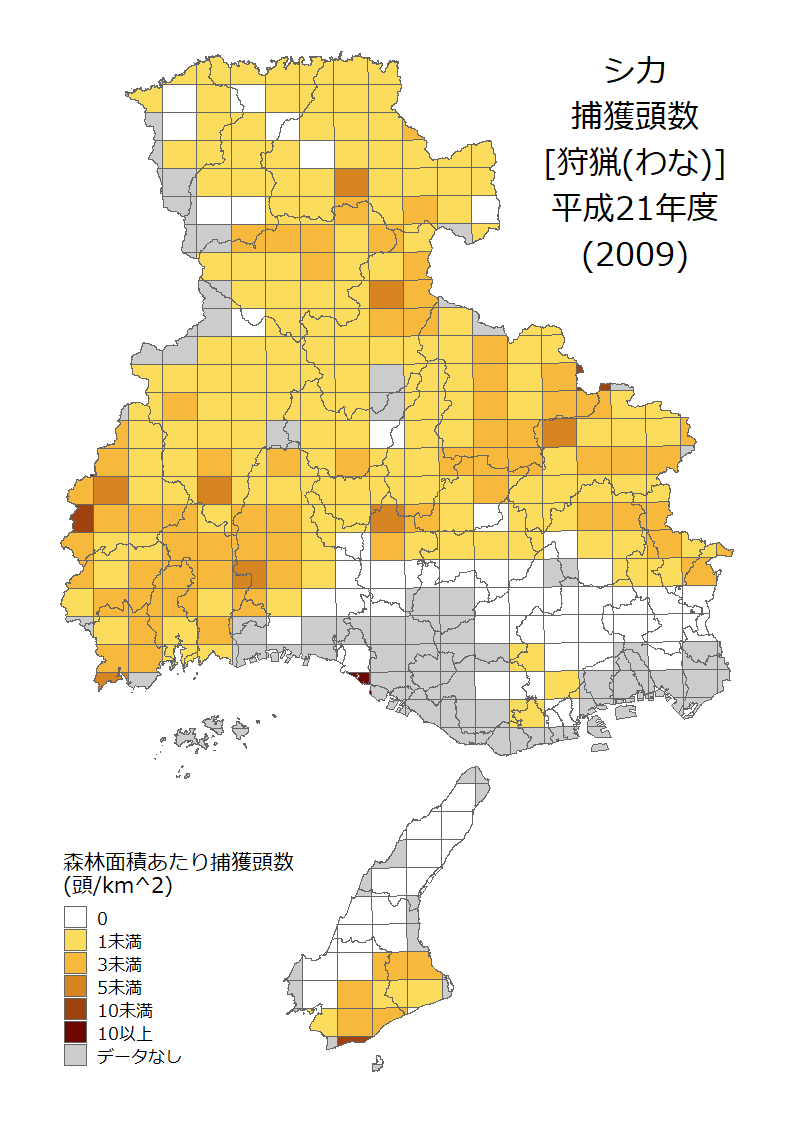 シカ
捕獲頭数
[狩猟(わな)]
平成21年度
(2009)
森林面積あたり捕獲頭数
(頭/km^2)
0
1未満
3未満
5未満
10未満
10以上
データなし